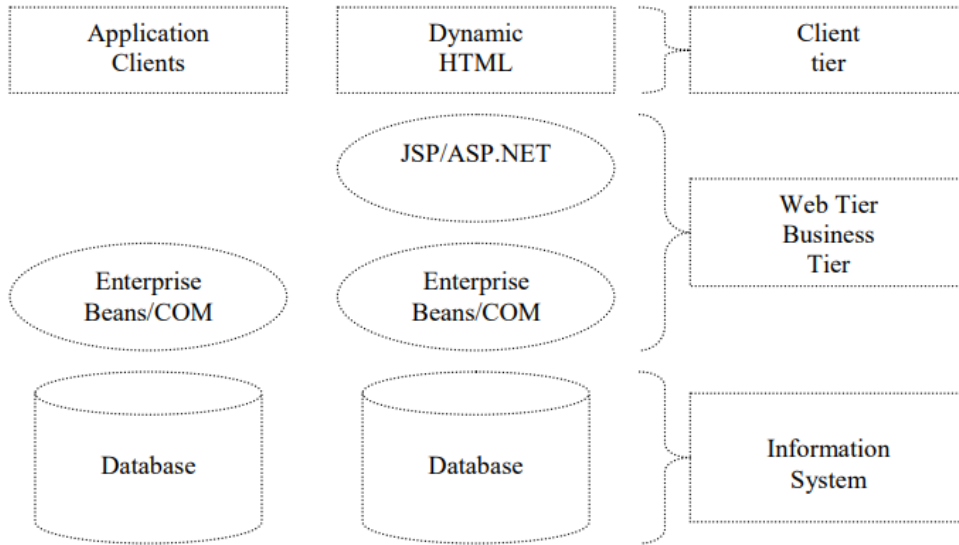 Application
Clients
Dynamic
HTML
Client
tier
JSP/ASP.NET
Web Tier
Business
Tier
Enterprise
Beans/COM
Enterprise
Beans/COM
Database
Database
Information
System